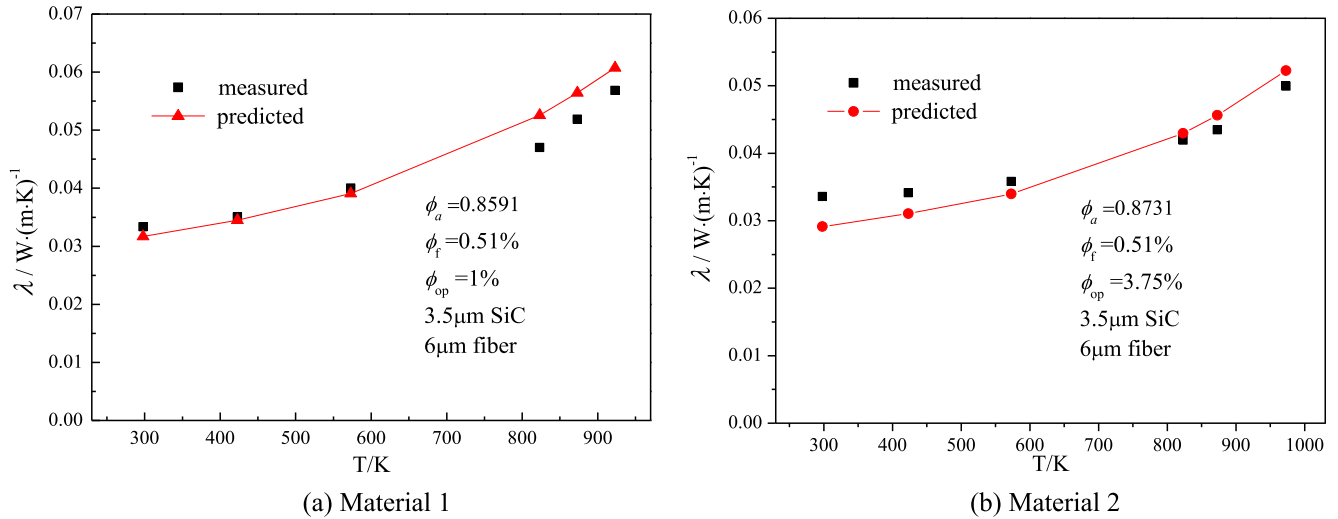 0.07
0.06
0.05
0.04
0.03
0.02
0.01
0.00
λ / W·(m·K)⁻¹
measured
predicted
ϕₐ=0.8591
ϕf=0.51%
ϕop=1%
3.5μm SiC
6μm fiber
300 400 500 600 700 800 900
T/K
(a) Material 1
0.06
0.05
0.04
0.03
0.02
0.01
0.00
λ / W·(m·K)⁻¹
measured
predicted
ϕₐ=0.8731
ϕf=0.51%
ϕop=3.75%
3.5μm SiC
6μm fiber
300 400 500 600 700 800 900 1000
T/K
(b) Material 2